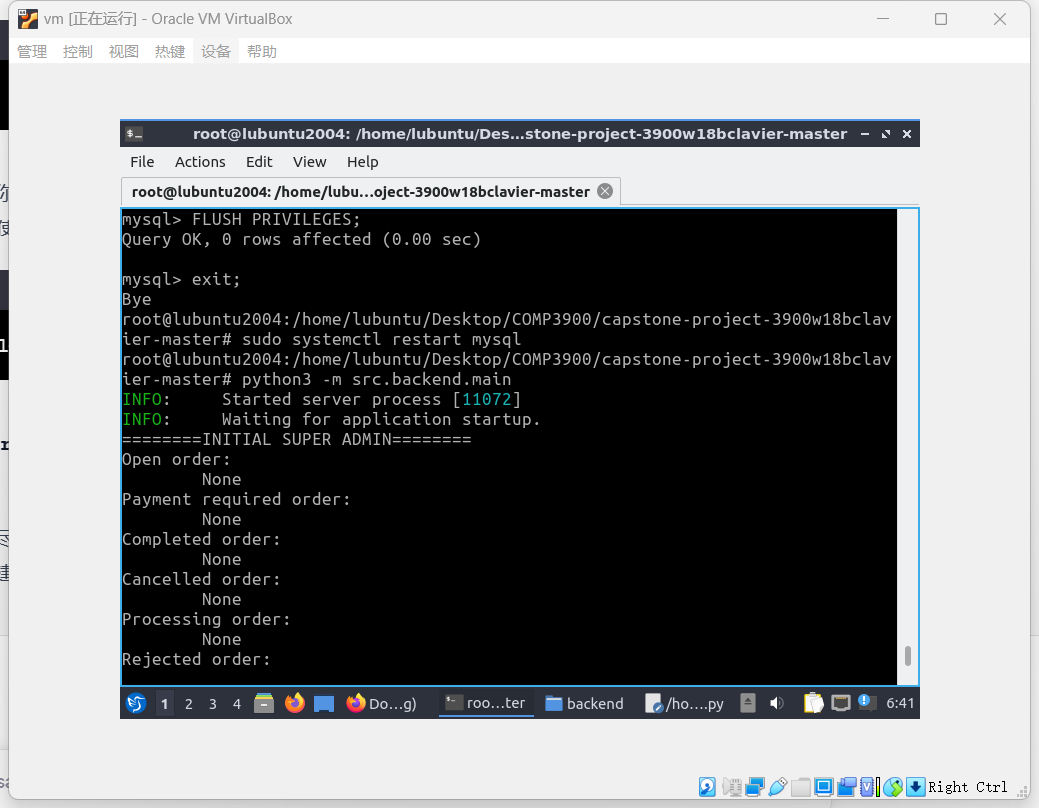 vm [正在运行] - Oracle VM VirtualBox
管理 控制 视图 热键 设备 帮助
root@lubuntu2004: /home/lubuntu/Des…stone-project-3900w18bclavier-master
File Actions Edit View Help
root@lubuntu2004: /home/lubu…oject-3900w18bclavier-master
mysql> FLUSH PRIVILEGES;
Query OK, 0 rows affected (0.00 sec)
mysql> exit;
Bye
root@lubuntu2004:/home/lubuntu/Desktop/COMP3900/capstone-project-3900w18bclav
ier-master# sudo systemctl restart mysql
root@lubuntu2004:/home/lubuntu/Desktop/COMP3900/capstone-project-3900w18bclav
ier-master# python3 -m src.backend.main
INFO:     Started server process [11072]
INFO:     Waiting for application startup.
========INITIAL SUPER ADMIN========
Open order:
        None
Payment required order:
        None
Completed order:
        None
Cancelled order:
        None
Processing order:
        None
Rejected order:
1 2 3 4 Do…g) roo…ter backend /ho….py 6:41
Right Ctrl